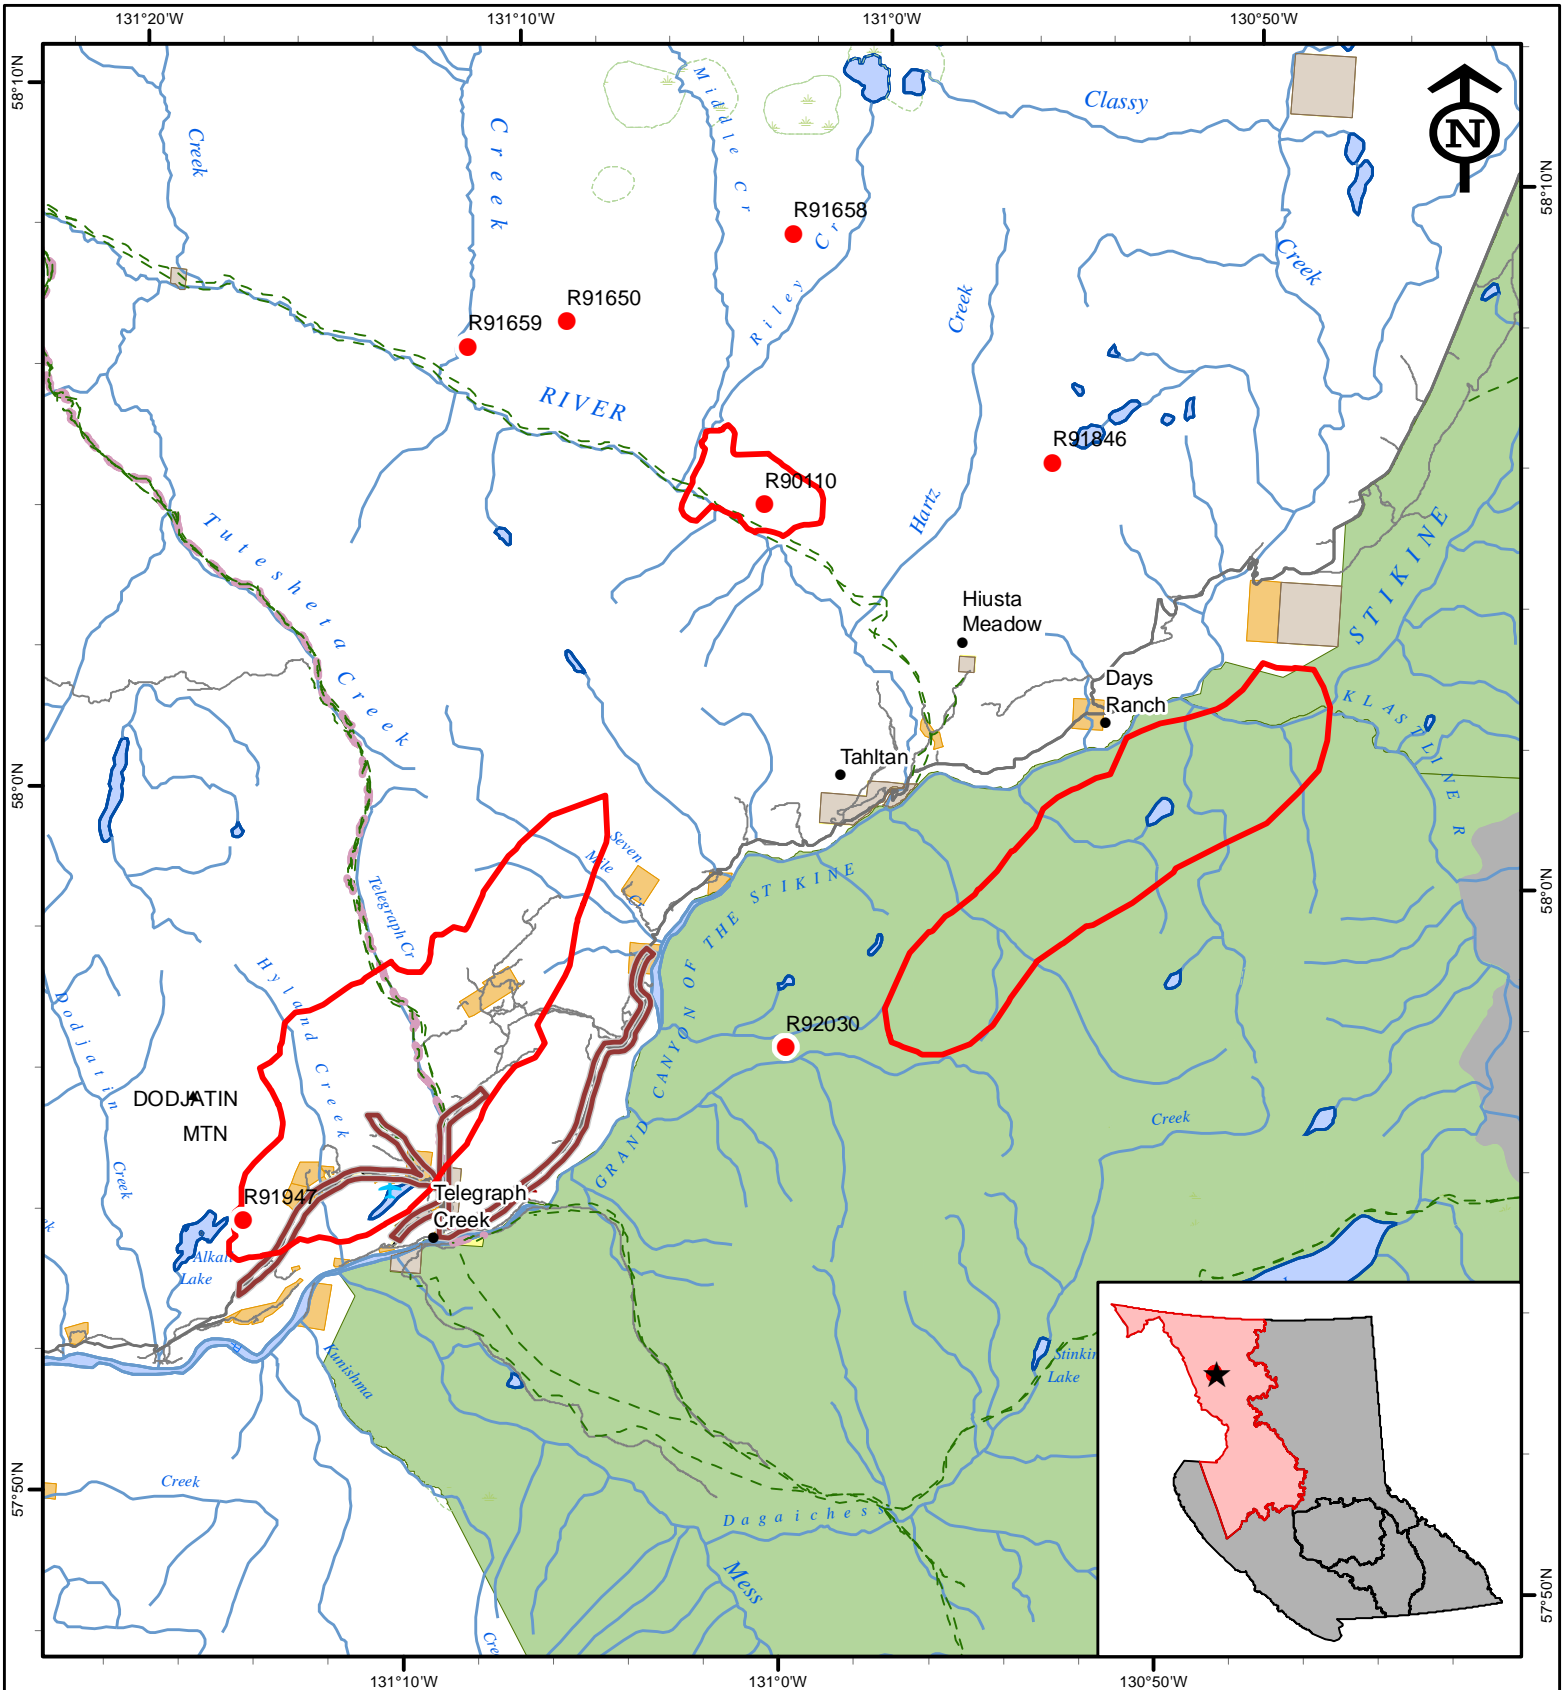 131°20'W
131°10'W
131°0'W
130°50'W
58°10'N
58°10'N
N
Classy
Creek
Creek
Middle Cr
R91658
Riley Cr
Creek
Creek
R91650
R91659
RIVER
R91846
R90110
Hartz
STIKINE
Tutesheta Creek
Hiusta
Meadow
Days
Ranch
KLASTLINE R
Tahltan
58°0'N
58°0'N
Seven
Mile
Cr
GRAND CANYON OF THE STIKINE
Telegraph Cr
Hyland Creek
Dodjatin
Creek
R92030
DODJATIN
MTN
Creek
R91947
Telegraph
Creek
Alkali
Lake
Kunishma
Stinkin
Lake
57°50'N
57°50'N
Creek
Dagaichess
Mess
Cre
131°10'W
131°0'W
130°50'W